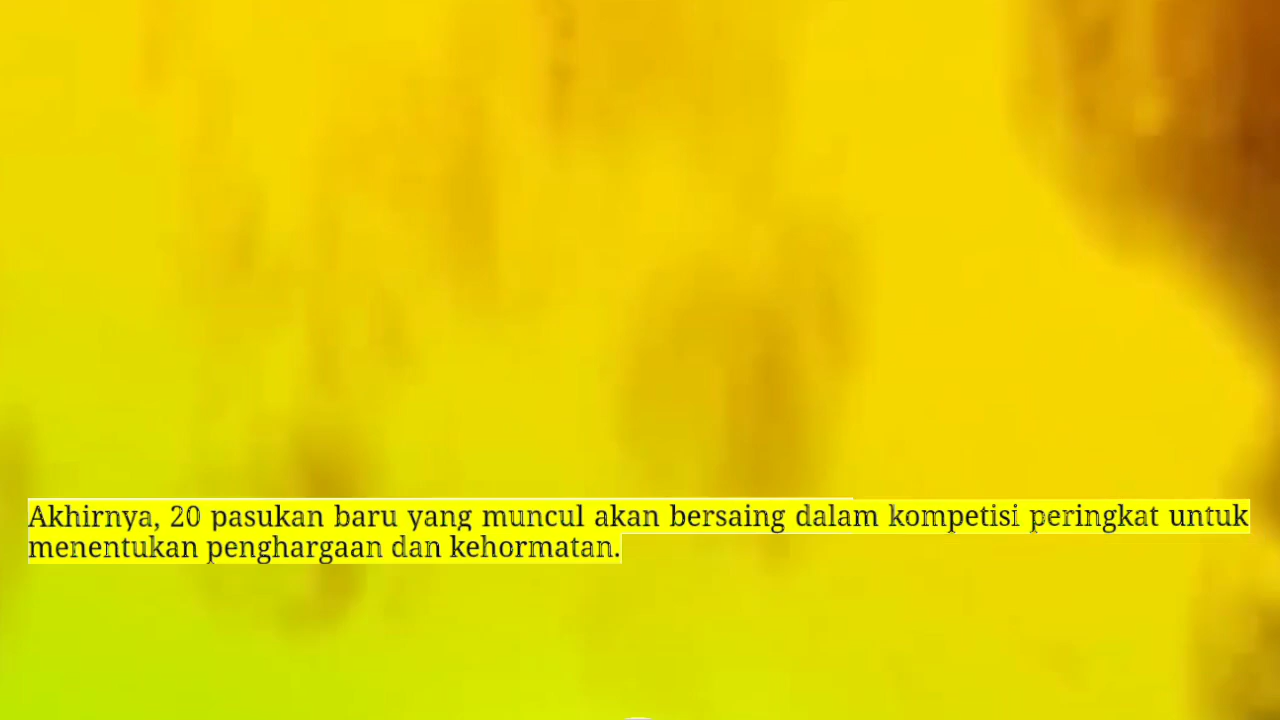 Akhirnya, 20 pasukan baru yang muncul akan bersaing dalam kompetisi peringkat untuk
menentukan penghargaan dan kehormatan.